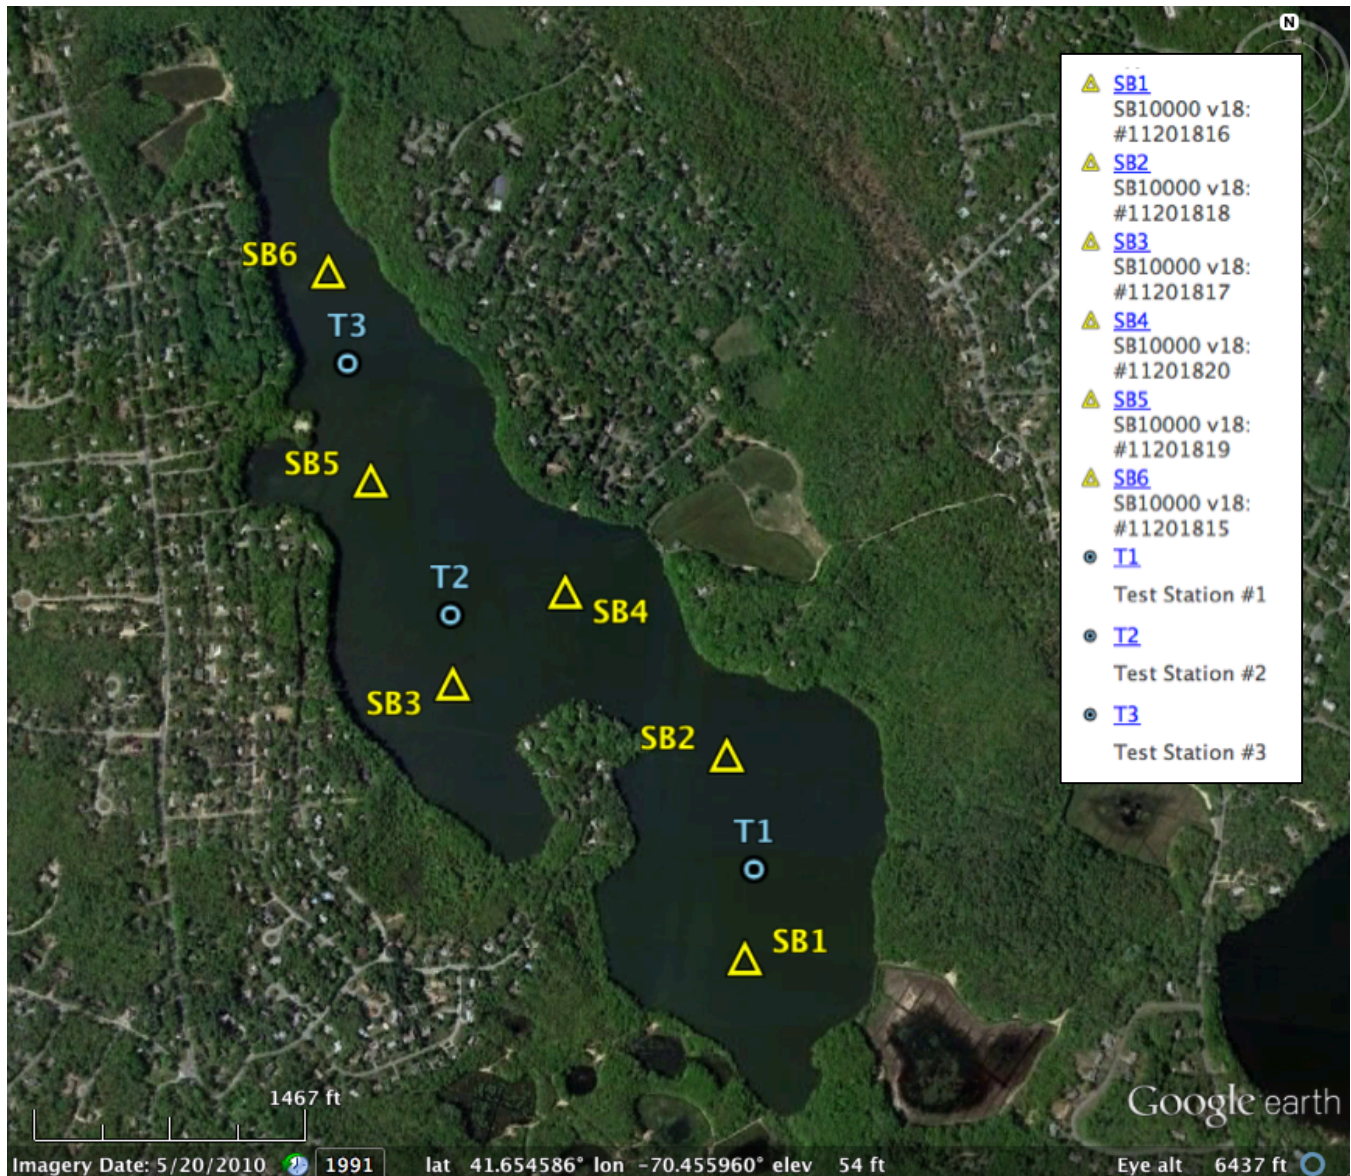 N
SB1
SB10000 v18:
#11201816
SB2
SB10000 v18:
#11201818
SB3
SB10000 v18:
#11201817
SB4
SB10000 v18:
#11201820
SB5
SB10000 v18:
#11201819
SB6
SB10000 v18:
#11201815
T1
Test Station #1
T2
Test Station #2
T3
Test Station #3
SB6
T3
SB5
T2
SB4
SB3
SB2
T1
SB1
1467 ft
Google earth
Imagery Date: 5/20/2010 1991 lat 41.654586° lon -70.455960° elev 54 ft Eye alt 6437 ft